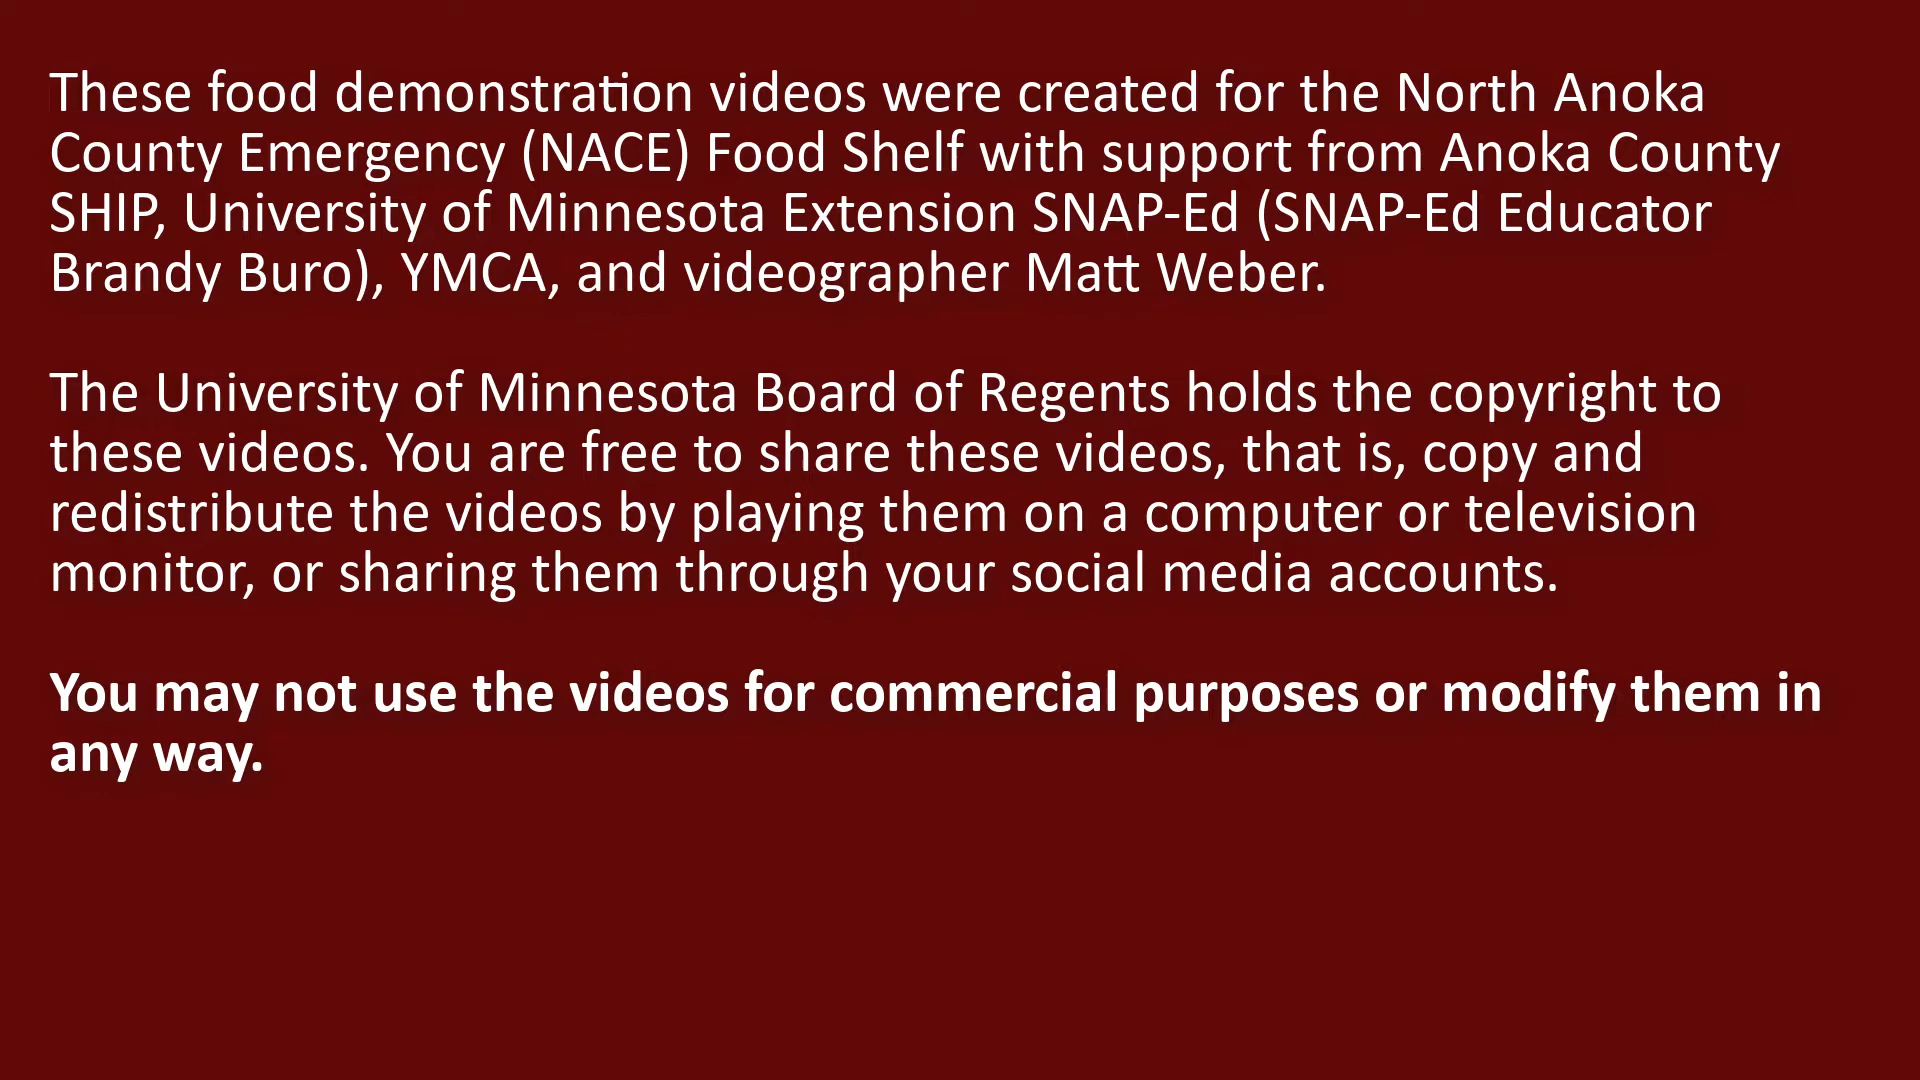 These food demonstration videos were created for the North Anoka
County Emergency (NACE) Food Shelf with support from Anoka County
SHIP, University of Minnesota Extension SNAP-Ed (SNAP-Ed Educator
Brandy Buro), YMCA, and videographer Matt Weber.
The University of Minnesota Board of Regents holds the copyright to
these videos. You are free to share these videos, that is, copy and
redistribute the videos by playing them on a computer or television
monitor, or sharing them through your social media accounts.
You may not use the videos for commercial purposes or modify them in
any way.